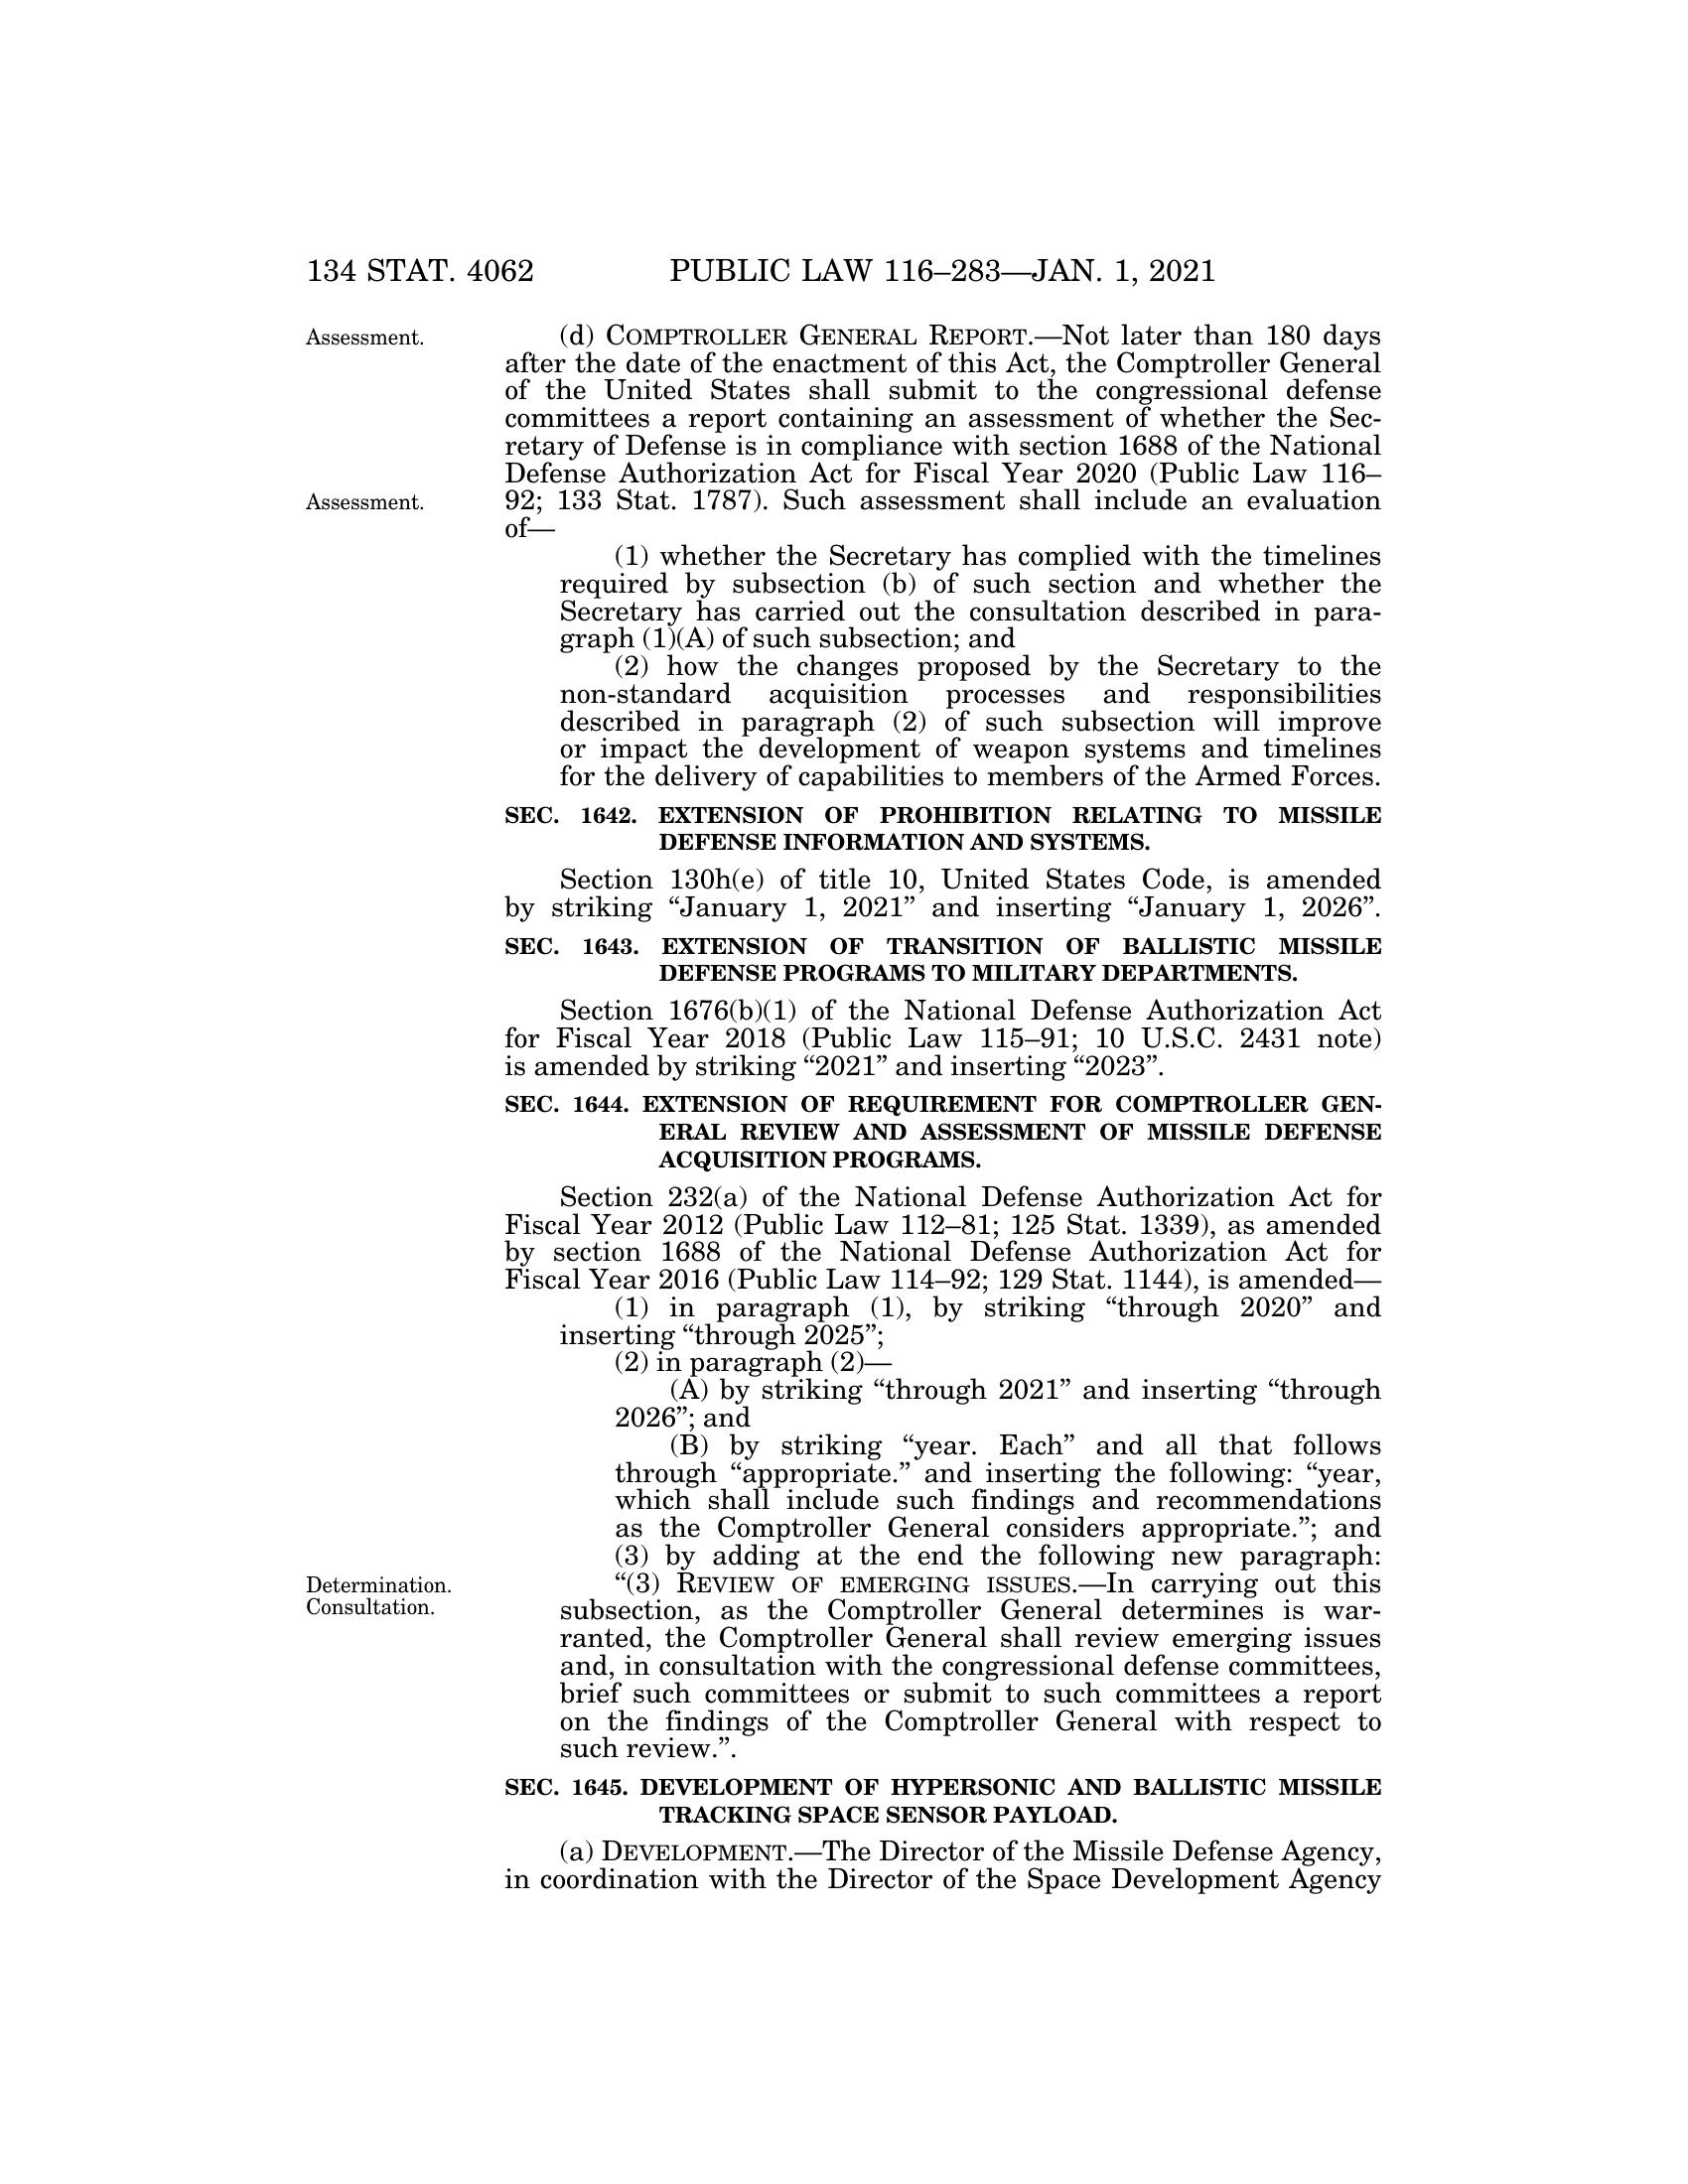 134 STAT. 4062 PUBLIC LAW 116–283—JAN. 1, 2021
Assessment.
(d) COMPTROLLER GENERAL REPORT.—Not later than 180 days
after the date of the enactment of this Act, the Comptroller General
of the United States shall submit to the congressional defense
committees a report containing an assessment of whether the Sec-
retary of Defense is in compliance with section 1688 of the National
Defense Authorization Act for Fiscal Year 2020 (Public Law 116–
Assessment.
92; 133 Stat. 1787). Such assessment shall include an evaluation
of—
(1) whether the Secretary has complied with the timelines
required by subsection (b) of such section and whether the
Secretary has carried out the consultation described in para-
graph (1)(A) of such subsection; and
(2) how the changes proposed by the Secretary to the
non-standard acquisition processes and responsibilities
described in paragraph (2) of such subsection will improve
or impact the development of weapon systems and timelines
for the delivery of capabilities to members of the Armed Forces.
SEC. 1642. EXTENSION OF PROHIBITION RELATING TO MISSILE
DEFENSE INFORMATION AND SYSTEMS.
Section 130h(e) of title 10, United States Code, is amended
by striking “January 1, 2021” and inserting “January 1, 2026”.
SEC. 1643. EXTENSION OF TRANSITION OF BALLISTIC MISSILE
DEFENSE PROGRAMS TO MILITARY DEPARTMENTS.
Section 1676(b)(1) of the National Defense Authorization Act
for Fiscal Year 2018 (Public Law 115–91; 10 U.S.C. 2431 note)
is amended by striking “2021” and inserting “2023”.
SEC. 1644. EXTENSION OF REQUIREMENT FOR COMPTROLLER GEN-
ERAL REVIEW AND ASSESSMENT OF MISSILE DEFENSE
ACQUISITION PROGRAMS.
Section 232(a) of the National Defense Authorization Act for
Fiscal Year 2012 (Public Law 112–81; 125 Stat. 1339), as amended
by section 1688 of the National Defense Authorization Act for
Fiscal Year 2016 (Public Law 114–92; 129 Stat. 1144), is amended—
(1) in paragraph (1), by striking “through 2020” and
inserting “through 2025”;
(2) in paragraph (2)—
(A) by striking “through 2021” and inserting “through
2026”; and
(B) by striking “year. Each” and all that follows
through “appropriate.” and inserting the following: “year,
which shall include such findings and recommendations
as the Comptroller General considers appropriate.”; and
(3) by adding at the end the following new paragraph:
Determination.
Consultation.
“(3) REVIEW OF EMERGING ISSUES.—In carrying out this
subsection, as the Comptroller General determines is war-
ranted, the Comptroller General shall review emerging issues
and, in consultation with the congressional defense committees,
brief such committees or submit to such committees a report
on the findings of the Comptroller General with respect to
such review.”.
SEC. 1645. DEVELOPMENT OF HYPERSONIC AND BALLISTIC MISSILE
TRACKING SPACE SENSOR PAYLOAD.
(a) DEVELOPMENT.—The Director of the Missile Defense Agency,
in coordination with the Director of the Space Development Agency